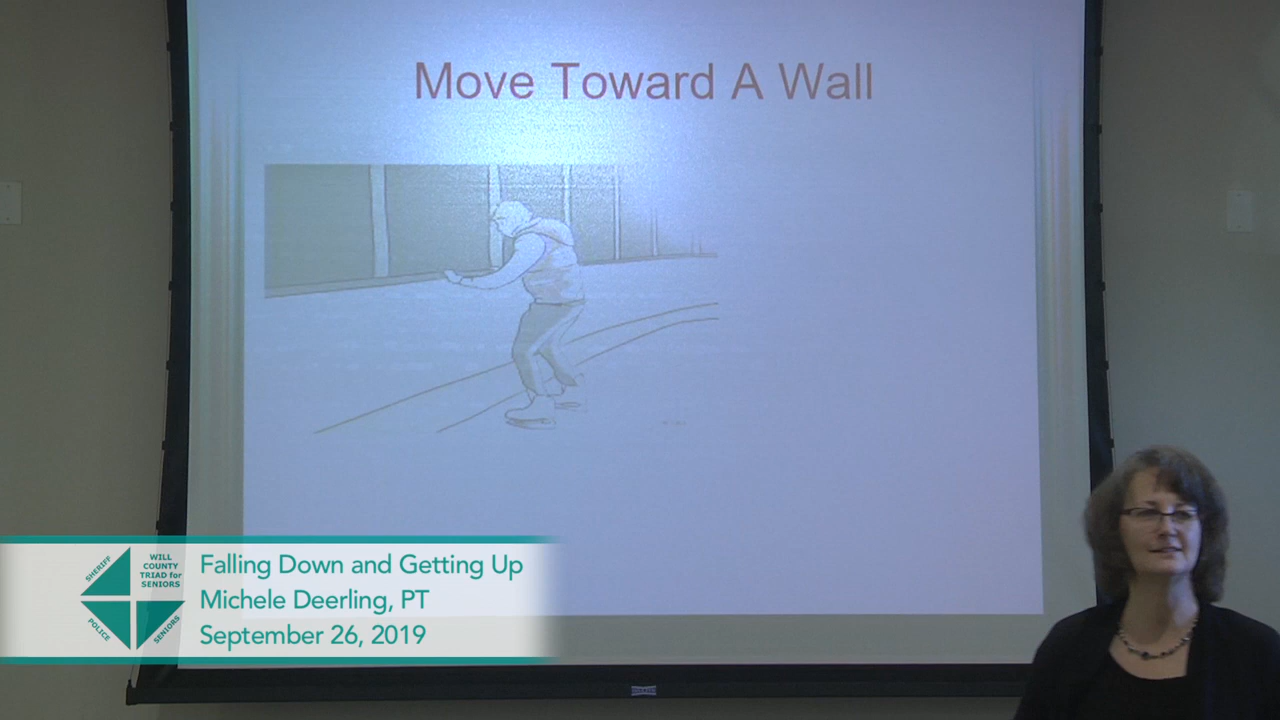 Move Toward A Wall
SHERIFF
WILL
COUNTY
TRIAD for
SENIORS
POLICE
SENIORS
Falling Down and Getting Up
Michele Deerling, PT
September 26, 2019